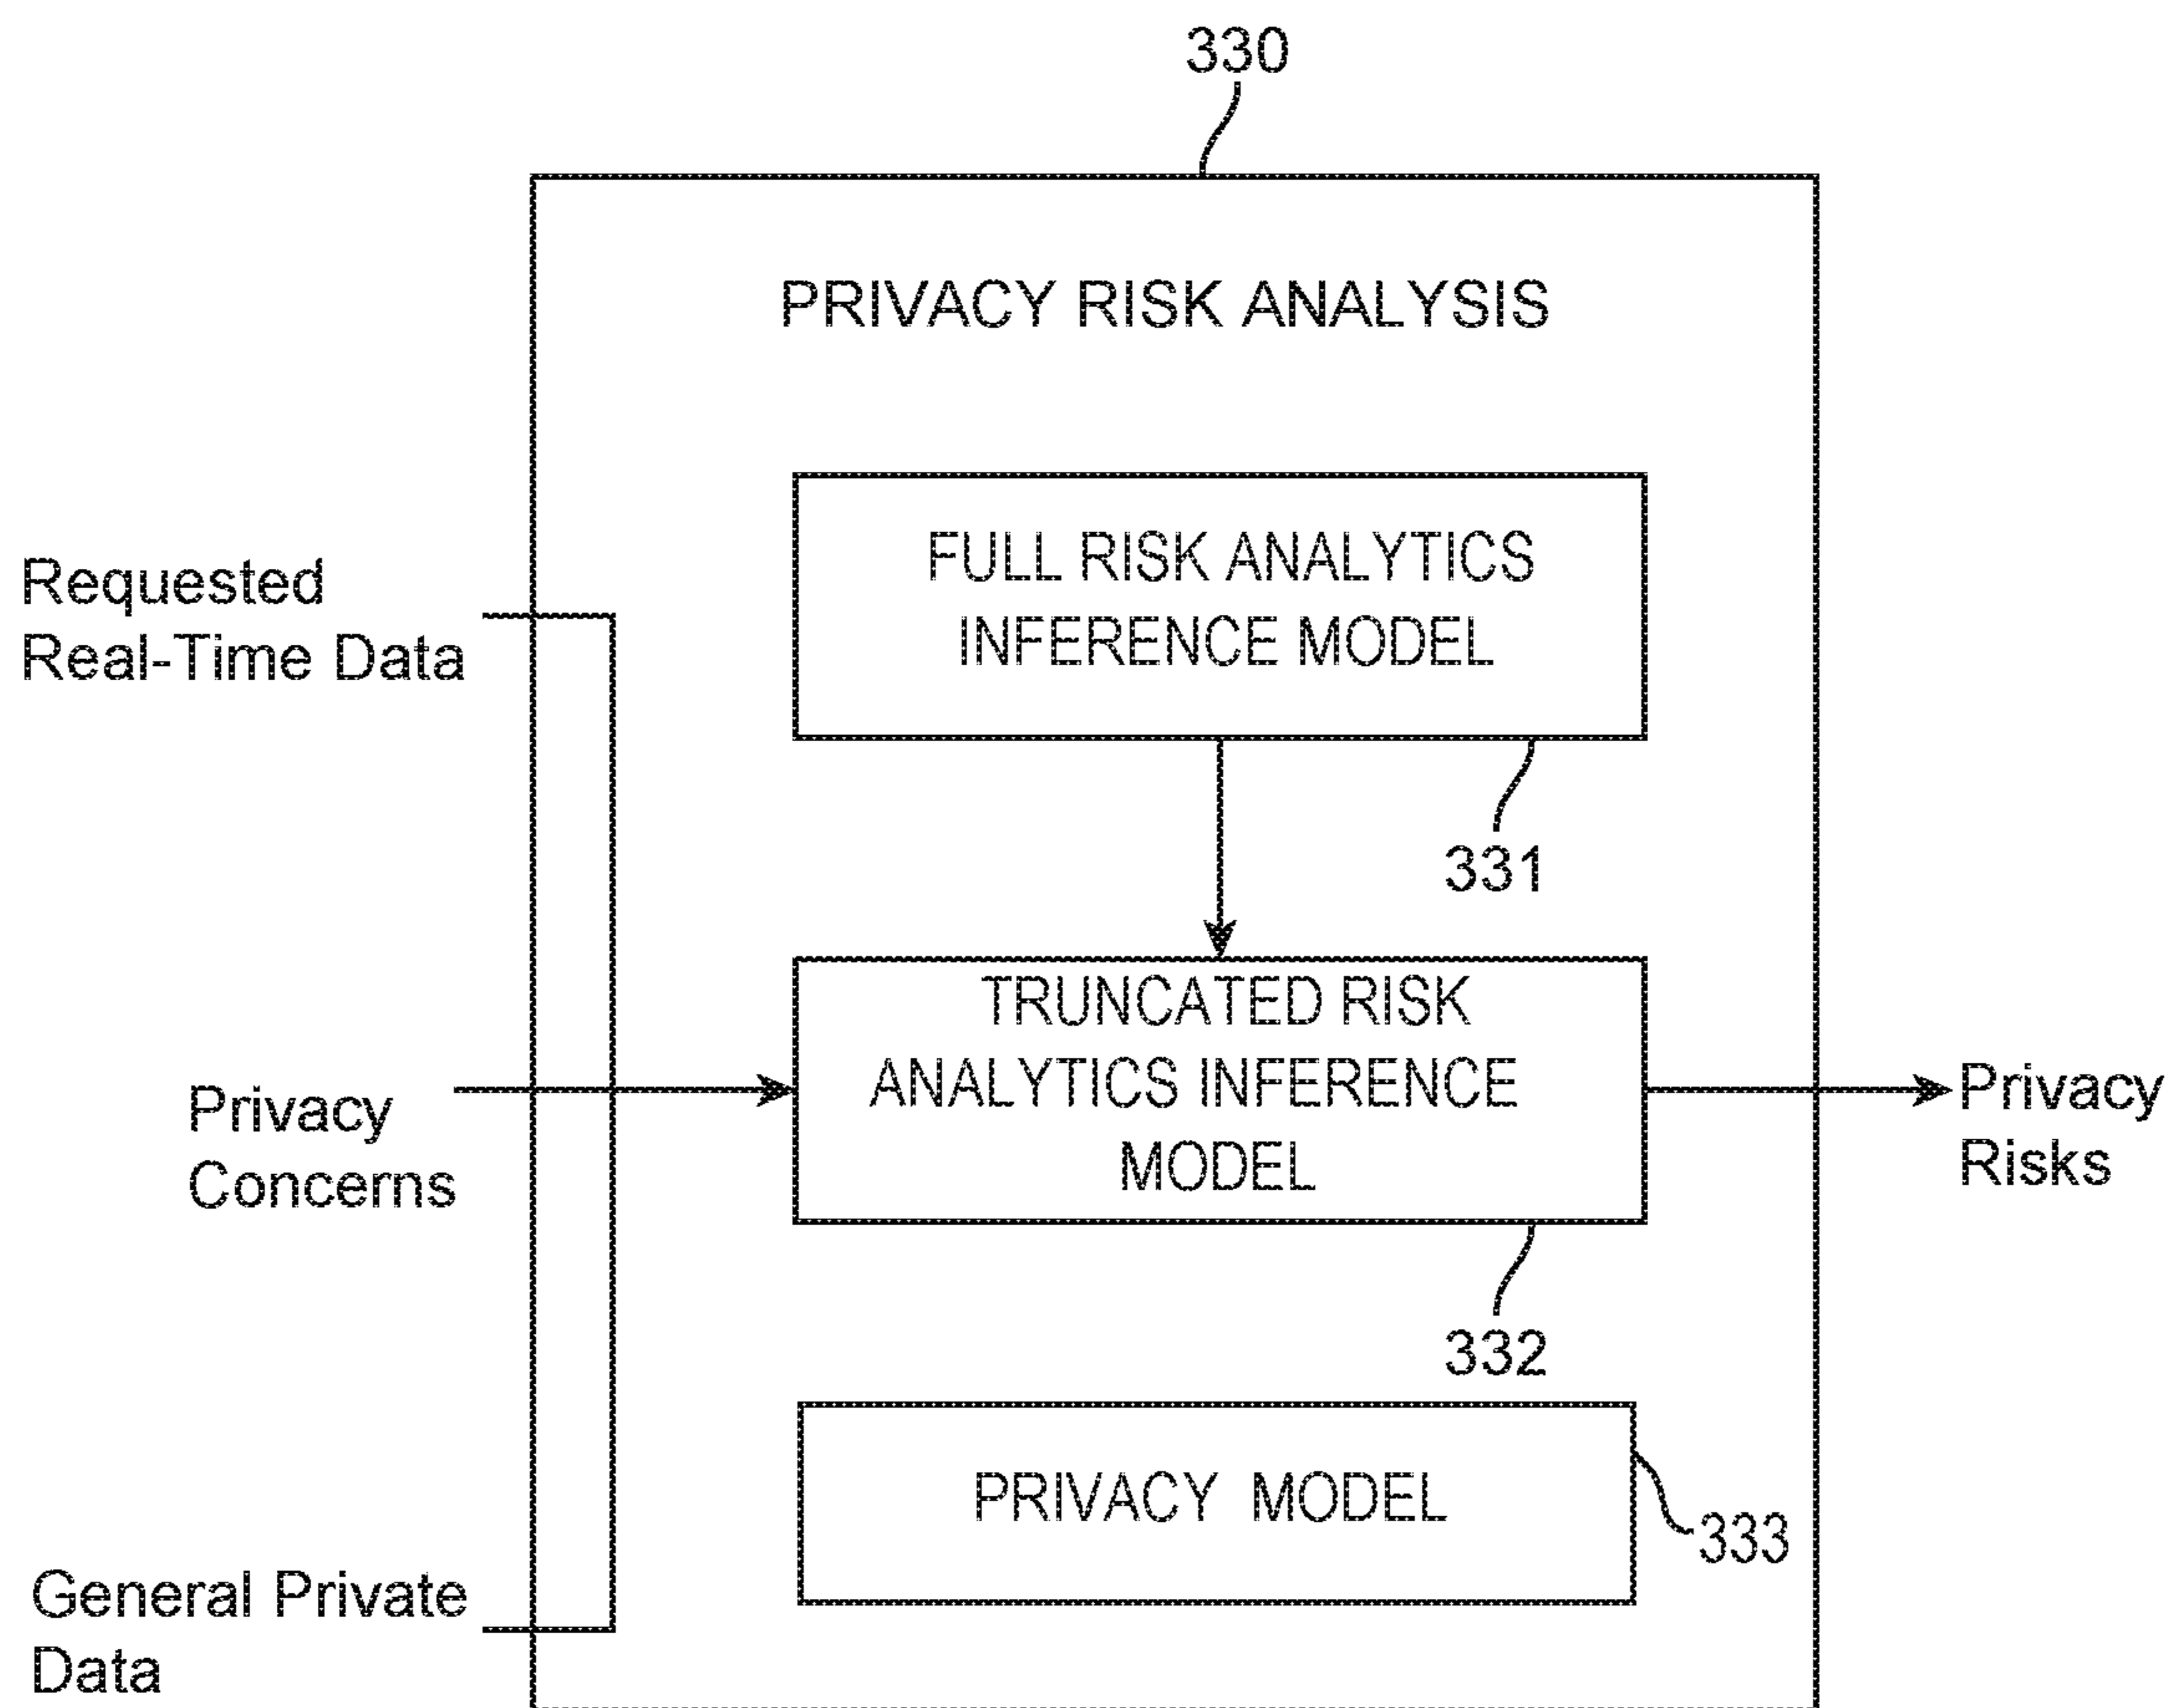 330
PRIVACY RISK ANALYSIS
FULL RISK ANALYTICS
INFERENCE MODEL
331
Requested
Real-Time Data
TRUNCATED RISK
ANALYTICS INFERENCE
MODEL
332
Privacy
Concerns
Privacy
Risks
PRIVACY MODEL
333
General Private
Data